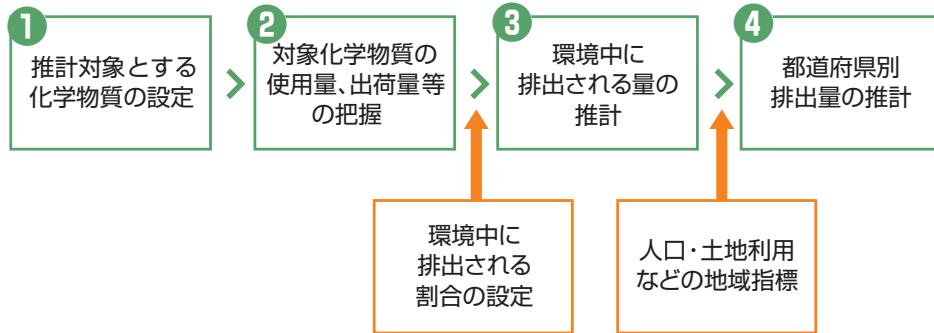 1
推計対象とする
化学物質の設定
2
対象化学物質の
使用量、出荷量等
の把握
3
環境中に
排出される量の
推計
4
都道府県別
排出量の推計
環境中に
排出される
割合の設定
人口・土地利用
などの地域指標